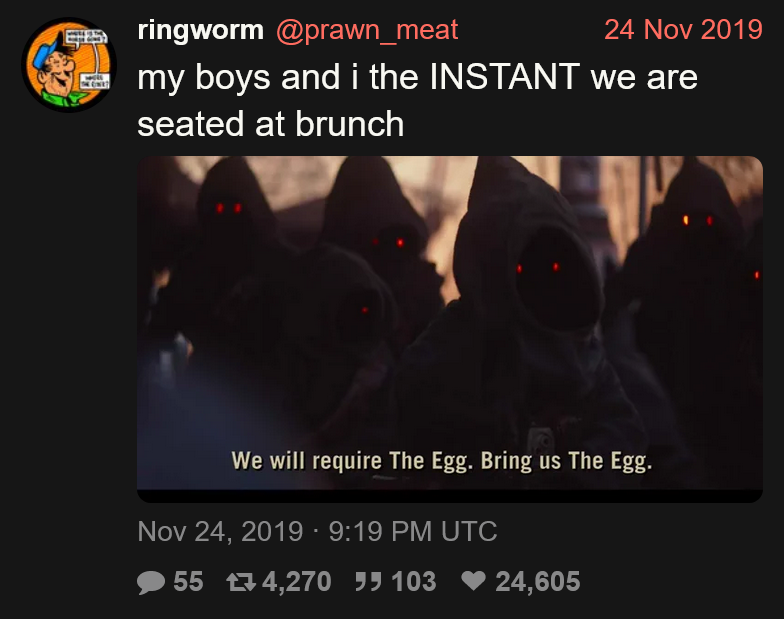 ringworm @prawn_meat 24 Nov 2019
my boys and i the INSTANT we are
seated at brunch
We will require The Egg. Bring us The Egg.
Nov 24, 2019 · 9:19 PM UTC
55 4,270 103 24,605